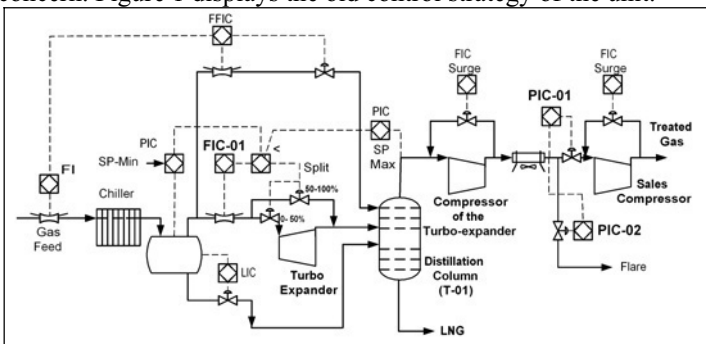 concern. Figure 1 displays the old control strategy of the unit.
FFIC
FIC
Surge
FIC
Surge
PIC-01
PIC
SP
Max
PIC
FIC-01
<
SP-Min
FI
Split
Treated
Gas
50-100%
Chiller
0-50%
Gas
Feed
Compressor
of the
Turbo-expander
Sales
Compressor
PIC-02
LIC
Turbo
Expander
Distillation
Column
(T-01)
Flare
LNG